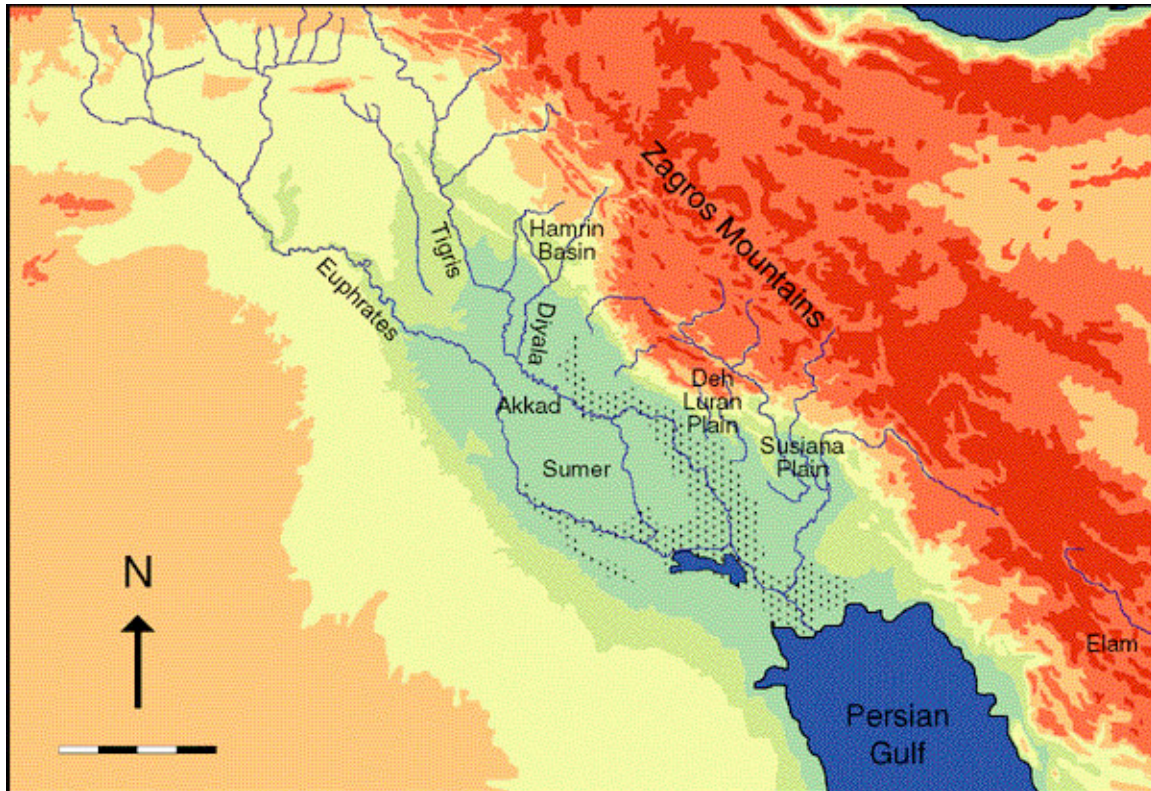 Zagros Mountains
Hamrin
Basin
Tigris
Euphrates
Diyala
Deh
Luran
Plain
Akkad
Susiana
Plain
Sumer
N
Elam
Persian
Gulf